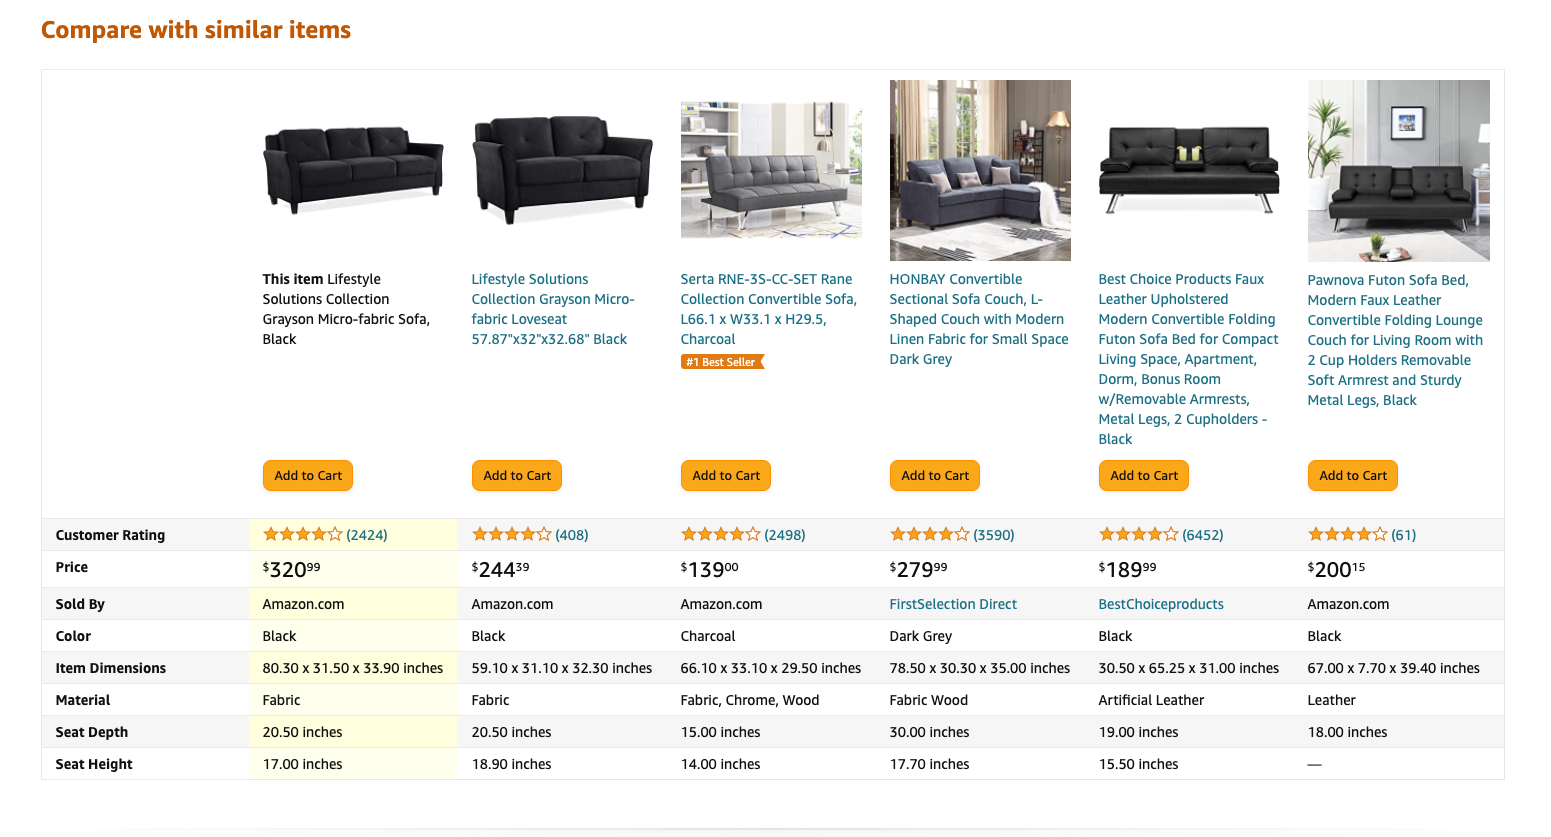 Compare with similar items
This item Lifestyle
Solutions Collection
Grayson Micro-fabric Sofa,
Black
Lifestyle Solutions
Collection Grayson Micro-
fabric Loveseat
57.87"x32"x32.68" Black
Serta RNE-3S-CC-SET Rane
Collection Convertible Sofa,
L66.1 x W33.1 x H29.5,
Charcoal
#1 Best Seller
HONBAY Convertible
Sectional Sofa Couch, L-
Shaped Couch with Modern
Linen Fabric for Small Space
Dark Grey
Best Choice Products Faux
Leather Upholstered
Modern Convertible Folding
Futon Sofa Bed for Compact
Living Space, Apartment,
Dorm, Bonus Room
w/Removable Armrests,
Metal Legs, 2 Cupholders -
Black
Pawnova Futon Sofa Bed,
Modern Faux Leather
Convertible Folding Lounge
Couch for Living Room with
2 Cup Holders Removable
Soft Armrest and Sturdy
Metal Legs, Black
Add to Cart Add to Cart Add to Cart Add to Cart Add to Cart Add to Cart
Customer Rating (2424) (408) (2498) (3590) (6452) (61)
Price $32099 $24439 $13900 $27999 $18999 $20015
Sold By Amazon.com Amazon.com Amazon.com FirstSelection Direct BestChoiceproducts Amazon.com
Color Black Black Charcoal Dark Grey Black Black
Item Dimensions 80.30 x 31.50 x 33.90 inches 59.10 x 31.10 x 32.30 inches 66.10 x 33.10 x 29.50 inches 78.50 x 30.30 x 35.00 inches 30.50 x 65.25 x 31.00 inches 67.00 x 7.70 x 39.40 inches
Material Fabric Fabric Fabric, Chrome, Wood Fabric Wood Artificial Leather Leather
Seat Depth 20.50 inches 20.50 inches 15.00 inches 30.00 inches 19.00 inches 18.00 inches
Seat Height 17.00 inches 18.90 inches 14.00 inches 17.70 inches 15.50 inches —